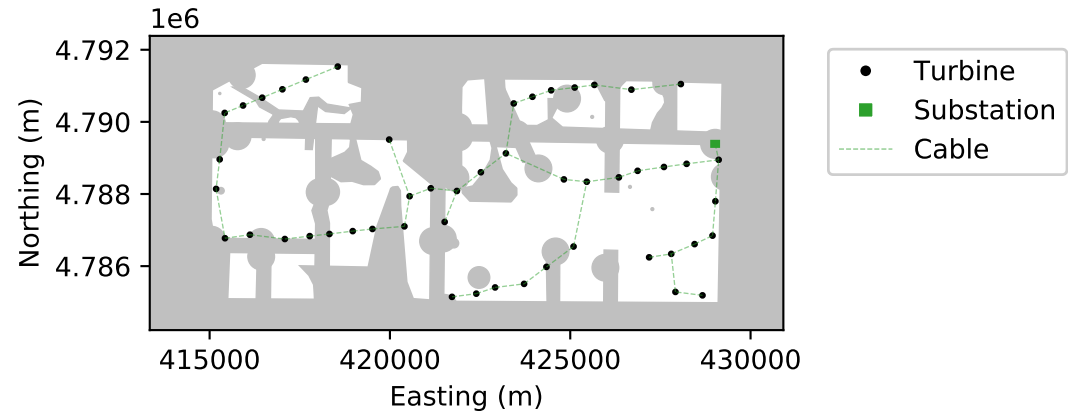 1e6
4.792
4.790
4.788
4.786
Northing (m)
415000 420000 425000 430000
Easting (m)
Turbine
Substation
Cable